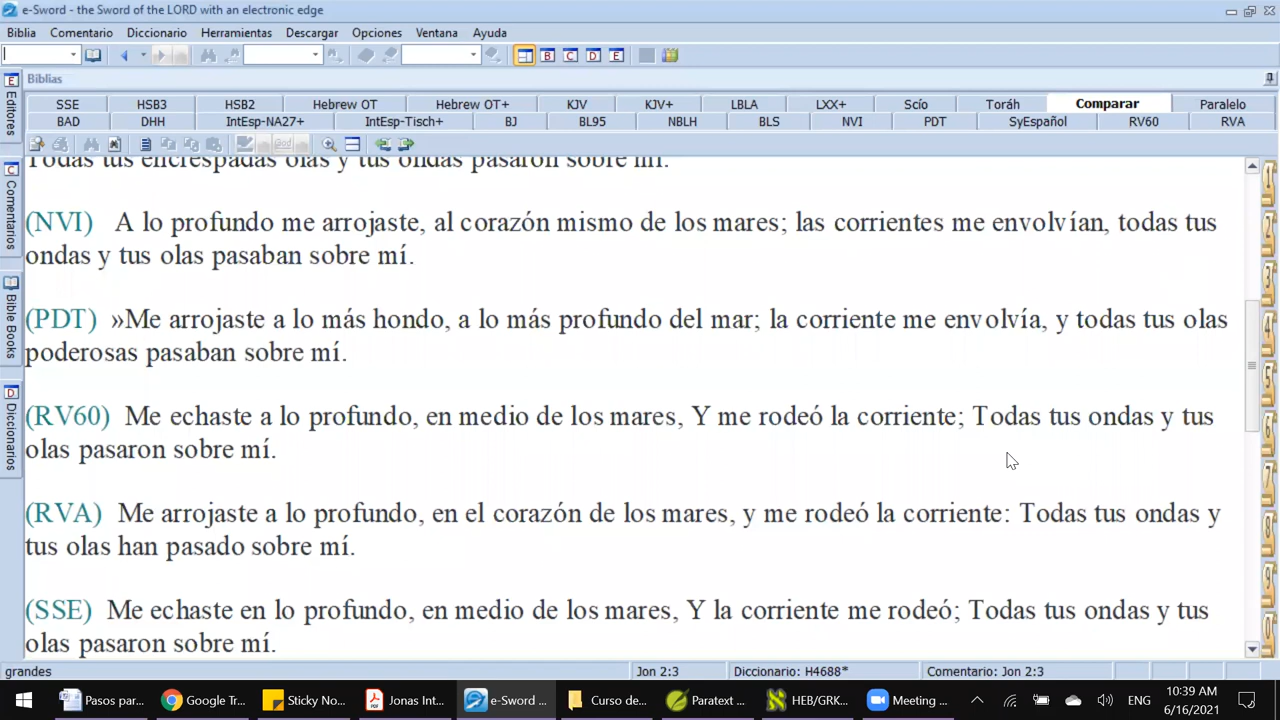 e-Sword - the Sword of the LORD with an electronic edge
Biblia Comentario Diccionario Herramientas Descargar Opciones Ventana Ayuda
B C D E
Biblias
SSE HSB3 HSB2 Hebrew OT Hebrew OT+ KJV KJV+ LBLA LXX+ Scío Toráh Comparar Paralelo
BAD DHH IntEsp-NA27+ IntEsp-Tisch+ BJ BL95 NBLH BLS NVI PDT SyEspañol RV60 RVA
E Editores
C Comentarios
Bible Books
D Diccionarios
Todas tus encrespadas olas y tus ondas pasaron sobre mí.
(NVI) A lo profundo me arrojaste, al corazón mismo de los mares; las corrientes me envolvían, todas tus
ondas y tus olas pasaban sobre mí.
(PDT) »Me arrojaste a lo más hondo, a lo más profundo del mar; la corriente me envolvía, y todas tus olas
poderosas pasaban sobre mí.
(RV60) Me echaste a lo profundo, en medio de los mares, Y me rodeó la corriente; Todas tus ondas y tus
olas pasaron sobre mí.
(RVA) Me arrojaste a lo profundo, en el corazón de los mares, y me rodeó la corriente: Todas tus ondas y
tus olas han pasado sobre mí.
(SSE) Me echaste en lo profundo, en medio de los mares, Y la corriente me rodeó; Todas tus ondas y tus
olas pasaron sobre mí.
1
2
3
4
5
6
7
8
9
0
grandes Jon 2:3 Diccionario: H4688* Comentario: Jon 2:3
Pasos par... Google Tr... Sticky No... Jonas Int... e-Sword ... Curso de... Paratext ... HEB/GRK... Meeting ... ENG 10:39 AM
6/16/2021